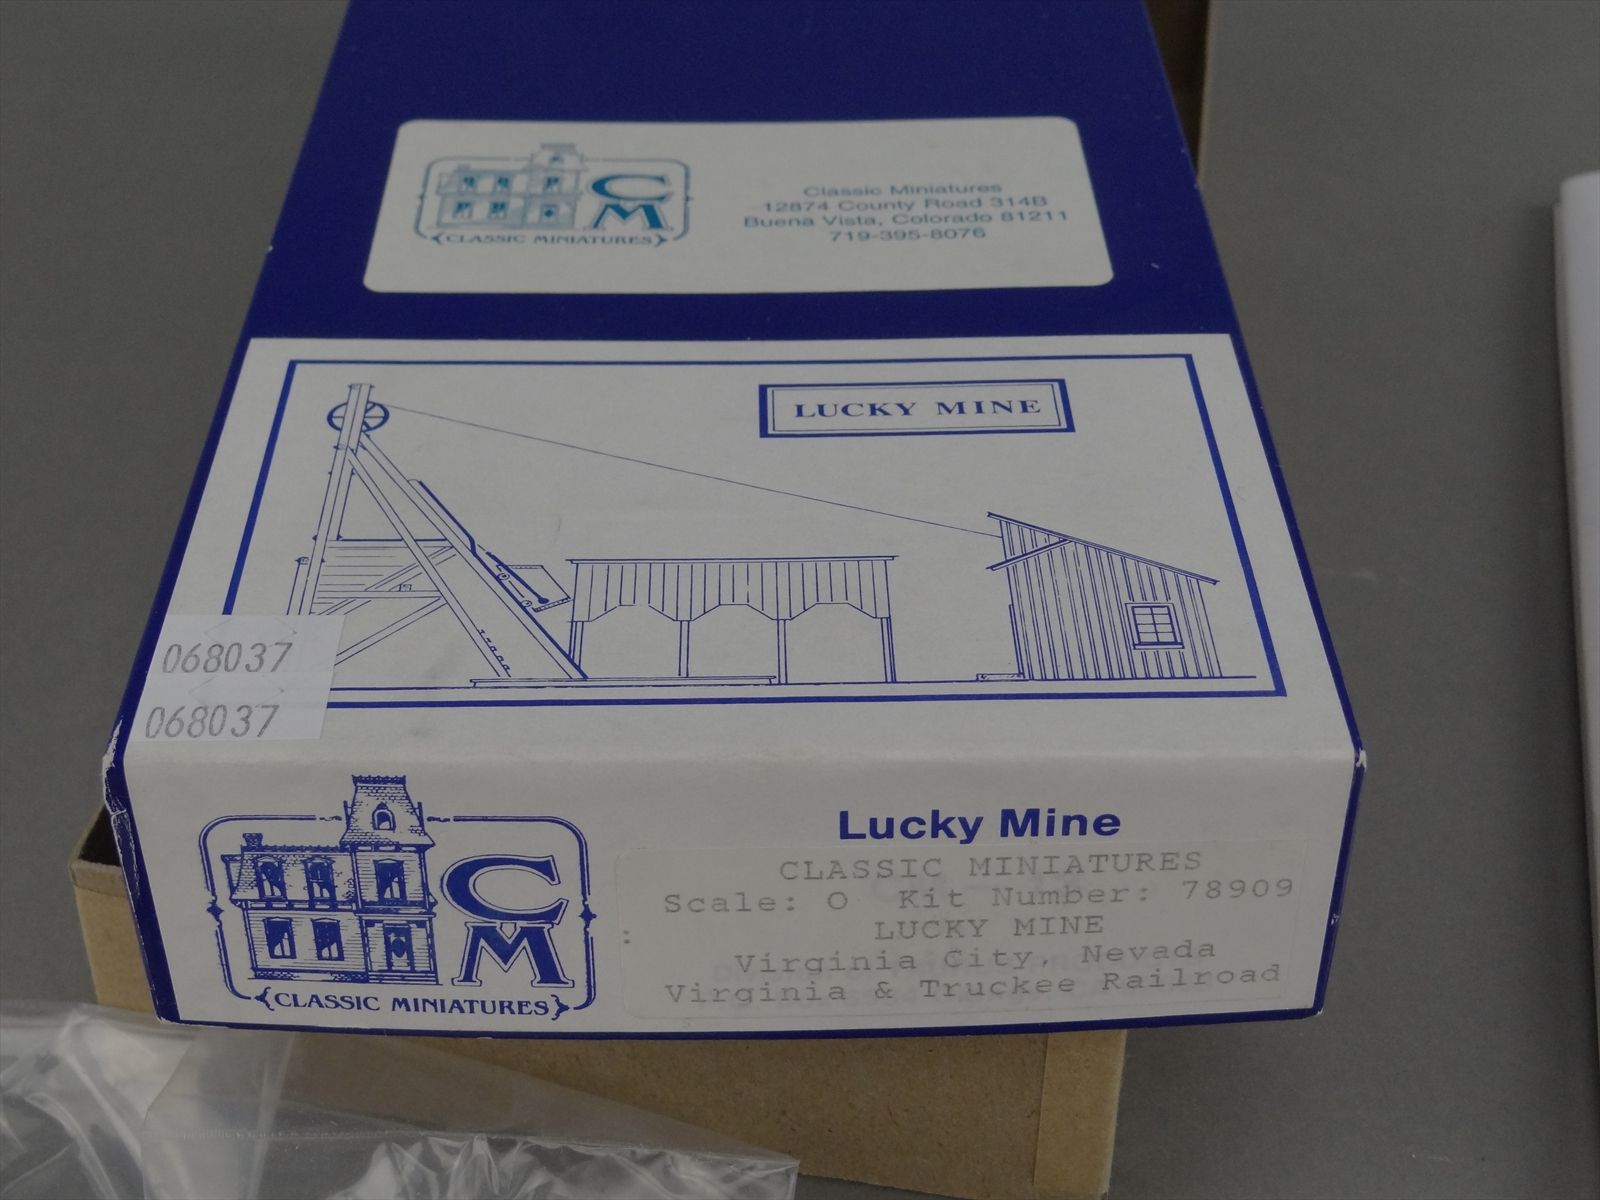 CM
CLASSIC MINIATURES
Classic Miniatures
12874 County Road 314B
Buena Vista, Colorado 81211
719-395-8076
LUCKY MINE
068037
068037
CM
CLASSIC MINIATURES
Lucky Mine
CLASSIC MINIATURES
Scale: O Kit Number: 78909
LUCKY MINE
Virginia City, Nevada
Virginia & Truckee Railroad